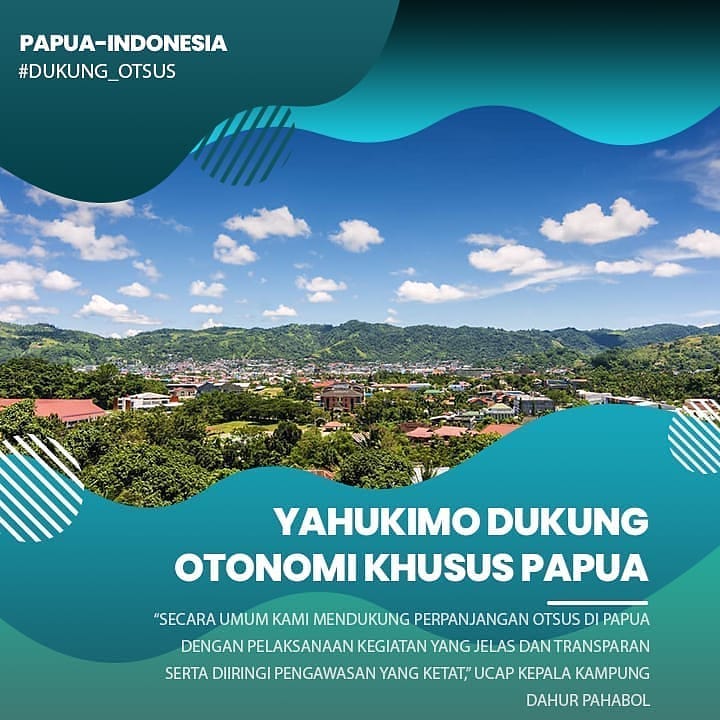 PAPUA-INDONESIA
#DUKUNG_OTSUS
YAHUKIMO DUKUNG
OTONOMI KHUSUS PAPUA
“SECARA UMUM KAMI MENDUKUNG PERPANJANGAN OTSUS DI PAPUA
DENGAN PELAKSANAAN KEGIATAN YANG JELAS DAN TRANSPARAN
SERTA DIIRINGI PENGAWASAN YANG KETAT,” UCAP KEPALA KAMPUNG
DAHUR PAHABOL